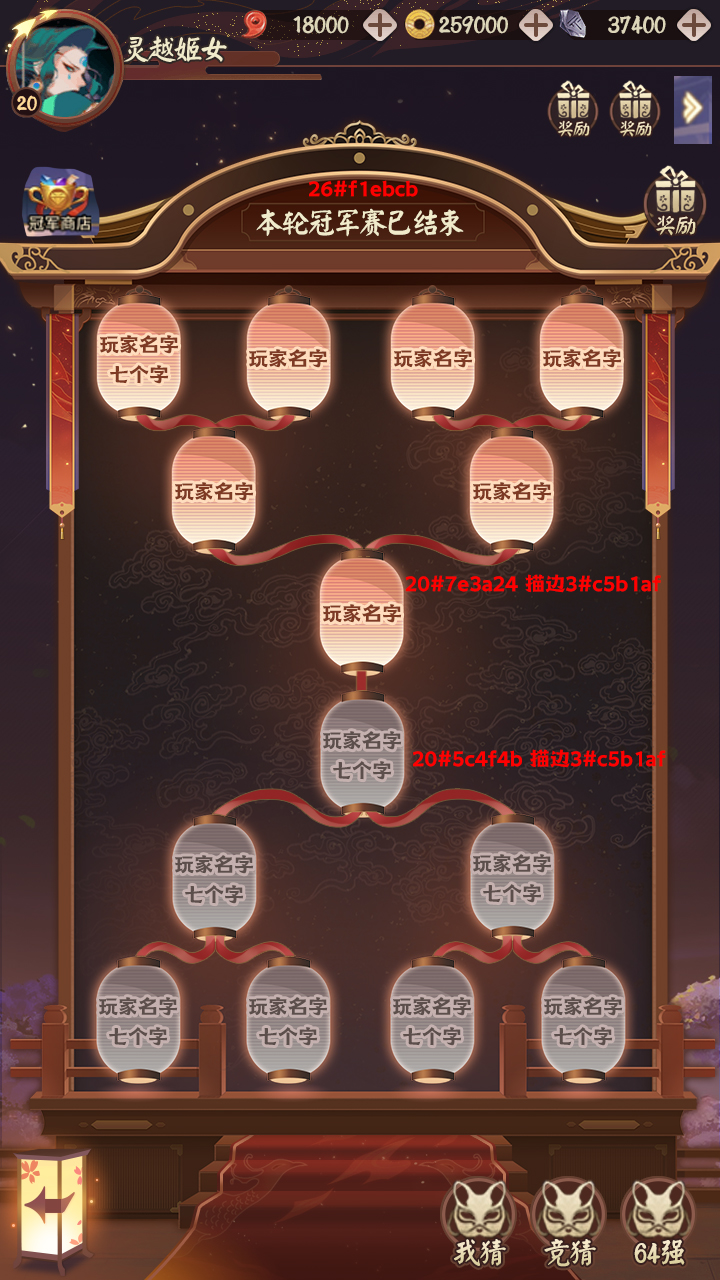 灵越姬女
18000
259000
37400
20
奖励
奖励
冠军商店
26#f1ebcb
本轮冠军赛已结束
奖励
玩家名字
七个字
玩家名字
玩家名字
玩家名字
玩家名字
玩家名字
20#7e3a24 描边3#c5b1af
玩家名字
玩家名字
七个字
20#5c4f4b 描边3#c5b1af
玩家名字
七个字
玩家名字
七个字
玩家名字
七个字
玩家名字
七个字
玩家名字
七个字
玩家名字
七个字
我猜
竞猜
64强